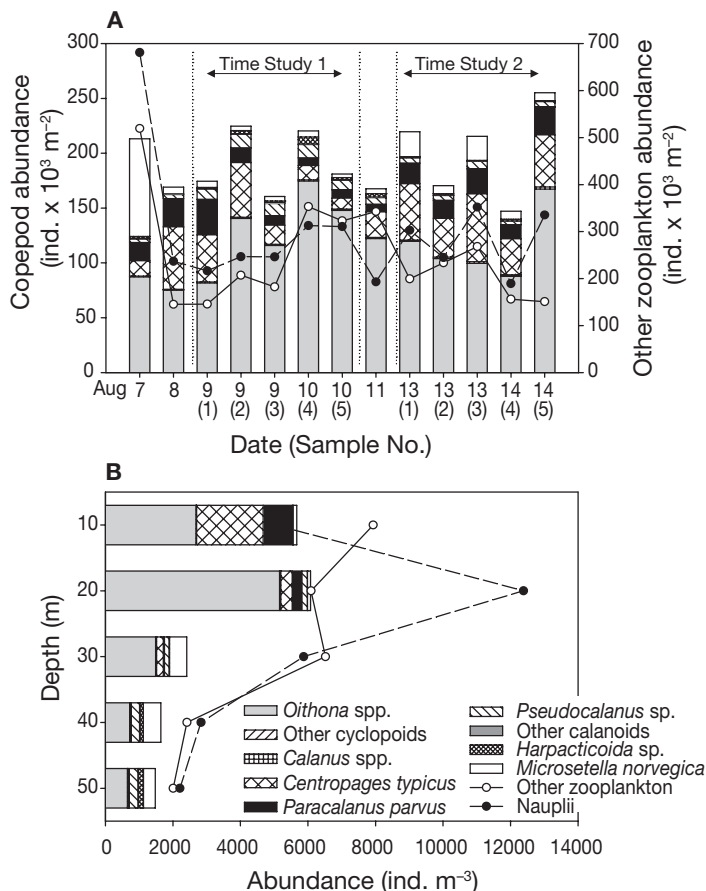 A
Copepod abundance
(ind. x 10³ m⁻²)
300
250
200
150
100
50
0
Time Study 1
Time Study 2
700
600
500
400
300
200
100
0
Other zooplankton abundance
(ind. x 10³ m⁻²)
Aug 7 8 9 9 9 10 10 11 13 13 13 14 14
(1) (2) (3) (4) (5) (1) (2) (3) (4) (5)
Date (Sample No.)
B
Depth (m)
10
20
30
40
50
Oithona spp.
Other cyclopoids
Calanus spp.
Centropages typicus
Paracalanus parvus
Pseudocalanus sp.
Other calanoids
Harpacticoida sp.
Microsetella norvegica
Other zooplankton
Nauplii
0 2000 4000 6000 8000 10000 12000 14000
Abundance (ind. m⁻³)